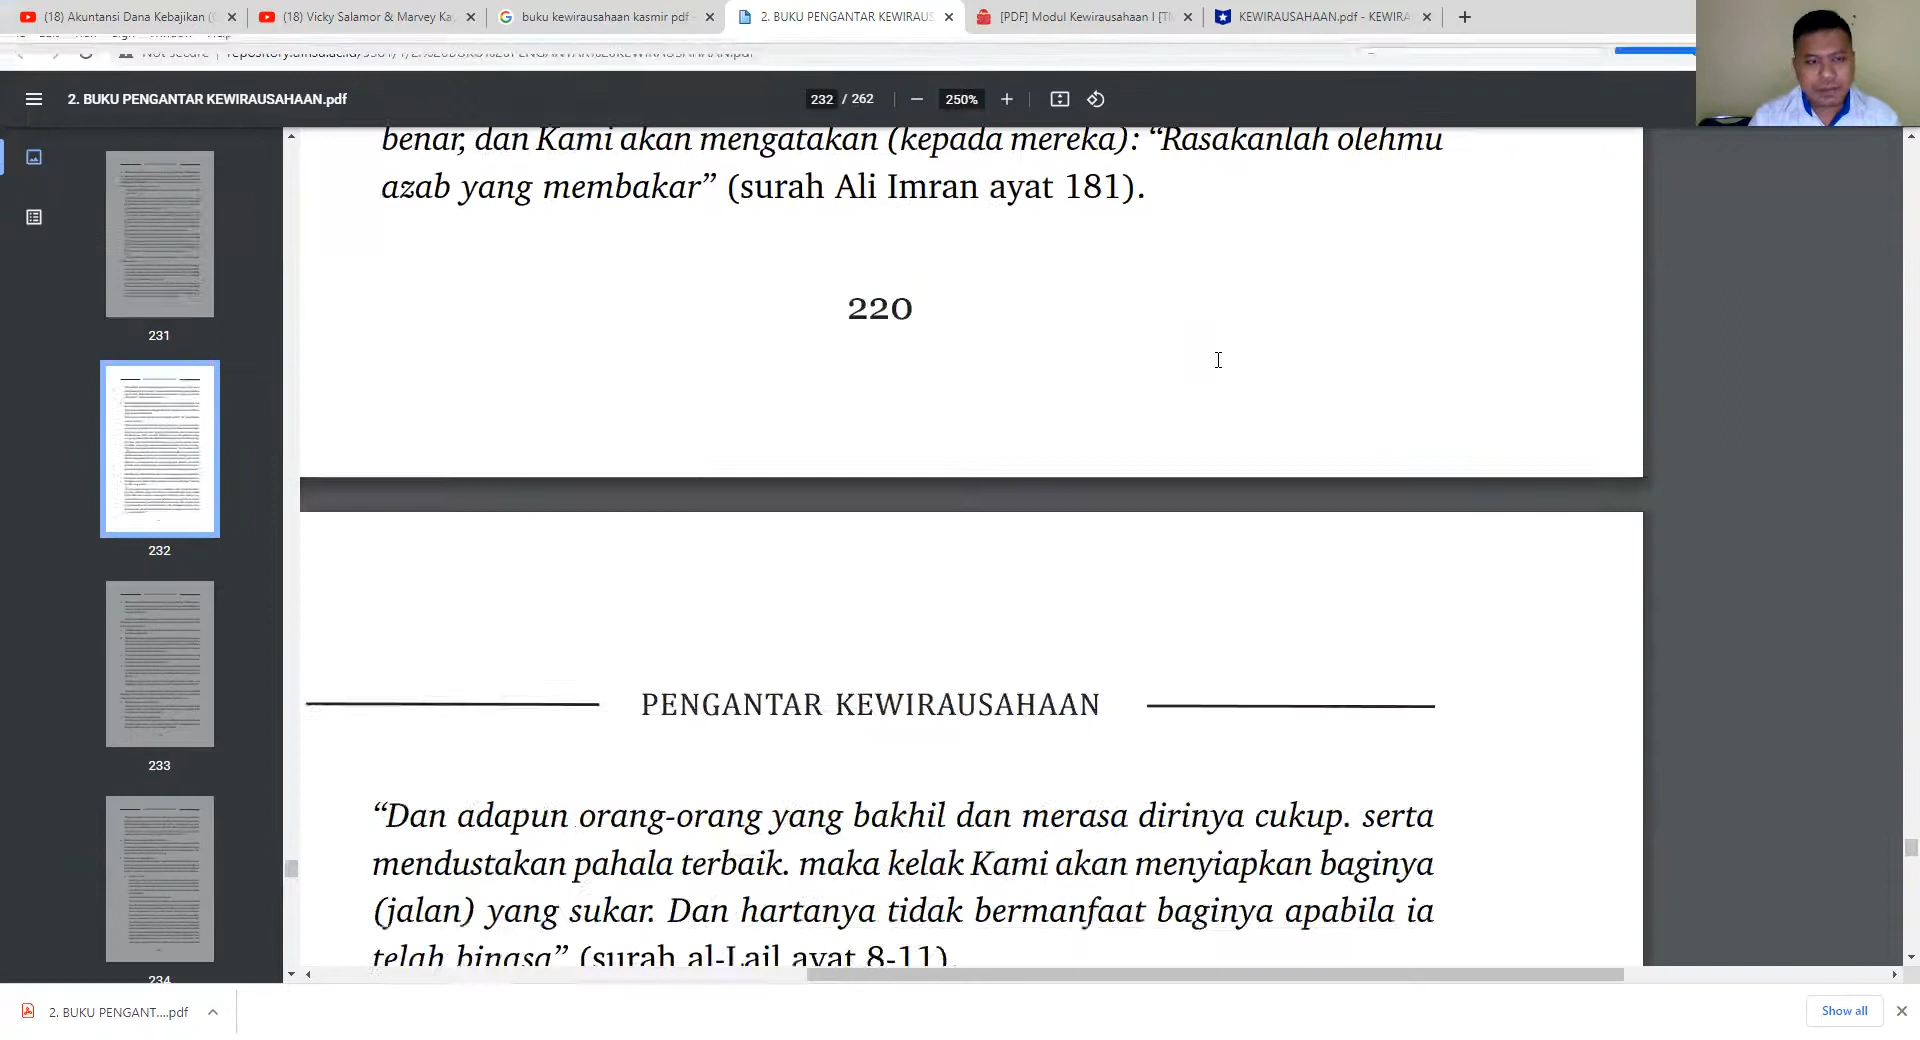 (18) Akuntansi Dana Kebajikan (
(18) Vicky Salamor & Marvey Ka
buku kewirausahaan kasmir pdf -
2. BUKU PENGANTAR KEWIRAUS
[PDF] Modul Kewirausahaan I [TM
KEWIRAUSAHAAN.pdf - KEWIRA
2. BUKU PENGANTAR KEWIRAUSAHAAN.pdf
232 / 262
250%
benar, dan Kami akan mengatakan (kepada mereka): “Rasakanlah olehmu
azab yang membakar” (surah Ali Imran ayat 181).
220
PENGANTAR KEWIRAUSAHAAN
“Dan adapun orang-orang yang bakhil dan merasa dirinya cukup. serta
mendustakan pahala terbaik. maka kelak Kami akan menyiapkan baginya
(jalan) yang sukar. Dan hartanya tidak bermanfaat baginya apabila ia
telah binasa” (surah al-Lail ayat 8-11).
231
232
233
234
2. BUKU PENGANT....pdf
Show all